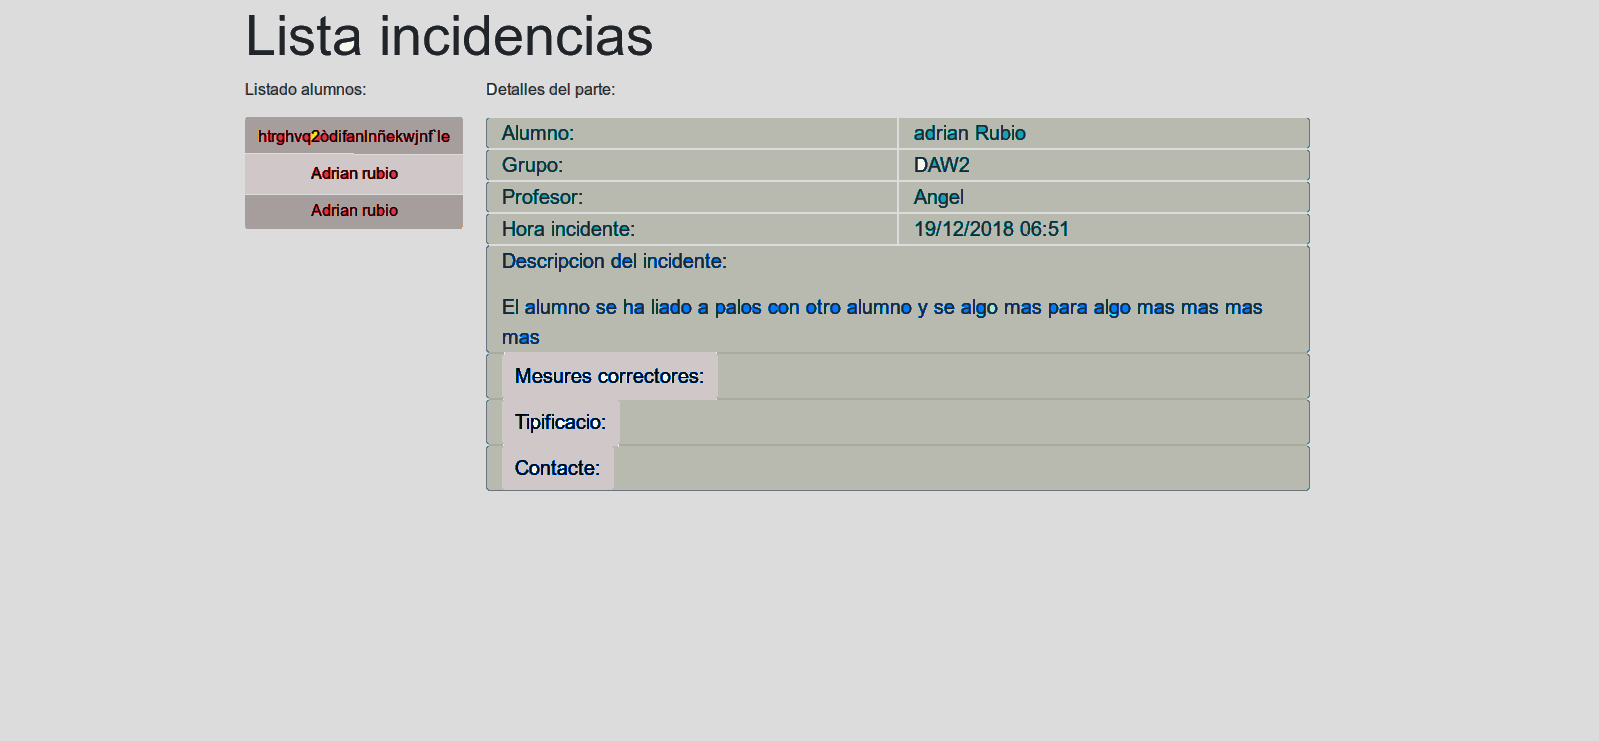 Lista incidencias
Listado alumnos:
Detalles del parte:
htrghvq2òdifanlnñekwjnf`le
Adrian rubio
Adrian rubio
Alumno: adrian Rubio
Grupo: DAW2
Profesor: Angel
Hora incidente: 19/12/2018 06:51
Descripcion del incidente:
El alumno se ha liado a palos con otro alumno y se algo mas para algo mas mas mas
mas
Mesures correctores:
Tipificacio:
Contacte: